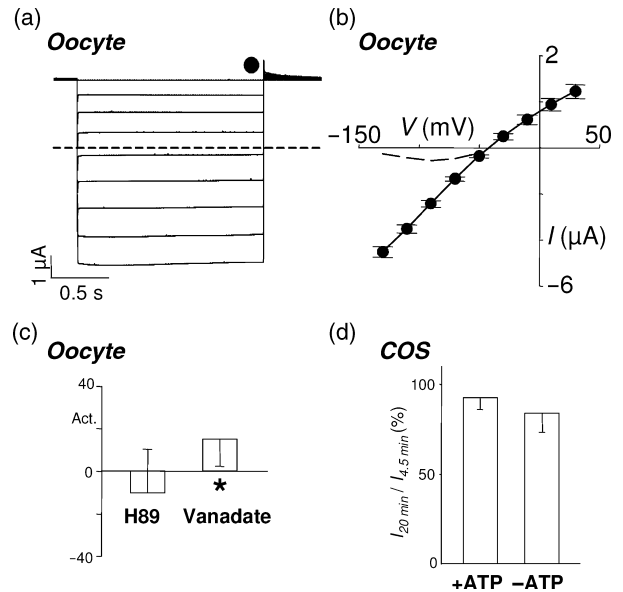 (a)
Oocyte
1 µA
0.5 s
(b)
Oocyte
2
−150
V (mV)
50
I (µA)
−6
(c)
Oocyte
40
Act.
0
−40
H89
Vanadate
*
(d)
COS
I20 min / I4.5 min (%)
100
50
0
+ATP
−ATP